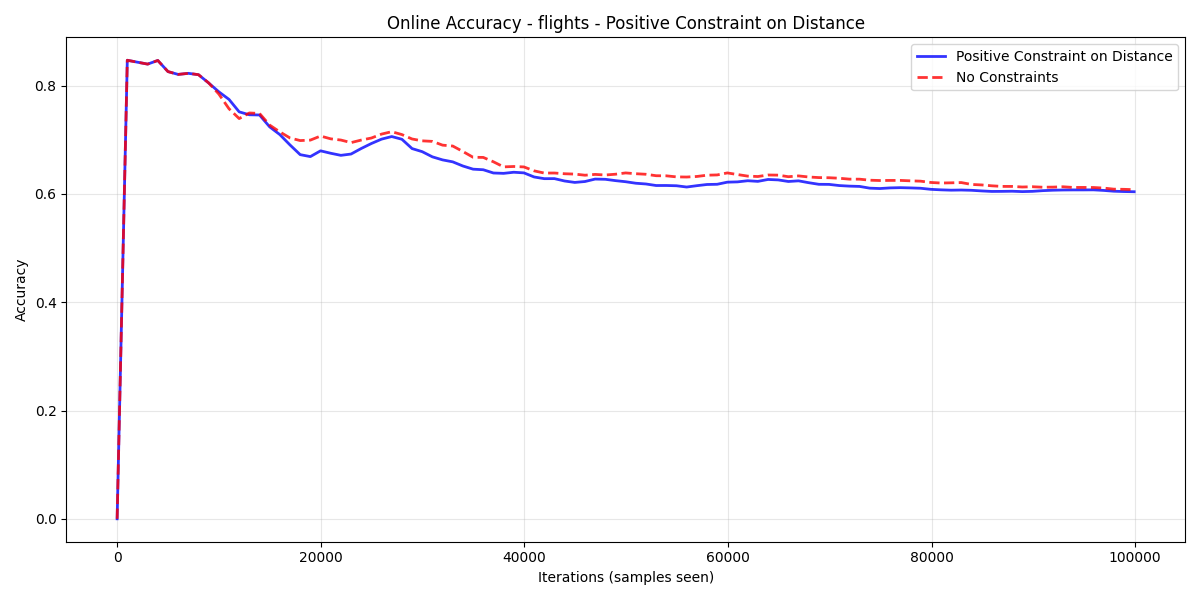 Online Accuracy - flights - Positive Constraint on Distance
Positive Constraint on Distance
No Constraints
Accuracy
0.8
0.6
0.4
0.2
0.0
0
20000
40000
60000
80000
100000
Iterations (samples seen)